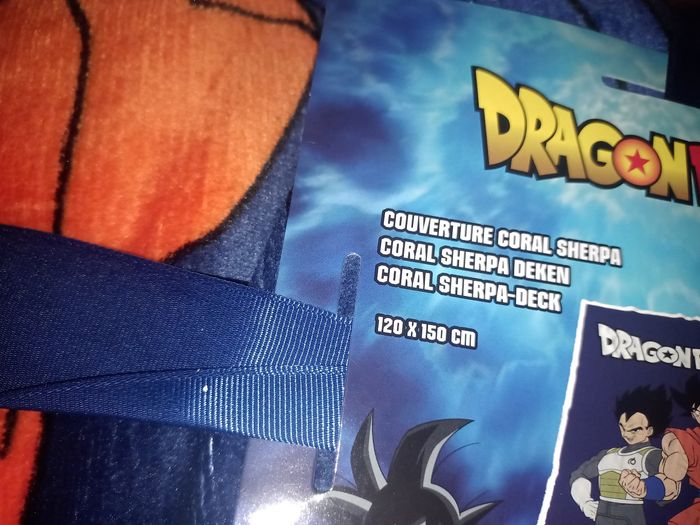 DRAGON
COUVERTURE CORAL SHERPA
CORAL SHERPA DEKEN
CORAL SHERPA-DECK
120 X 150 CM
DRAGON